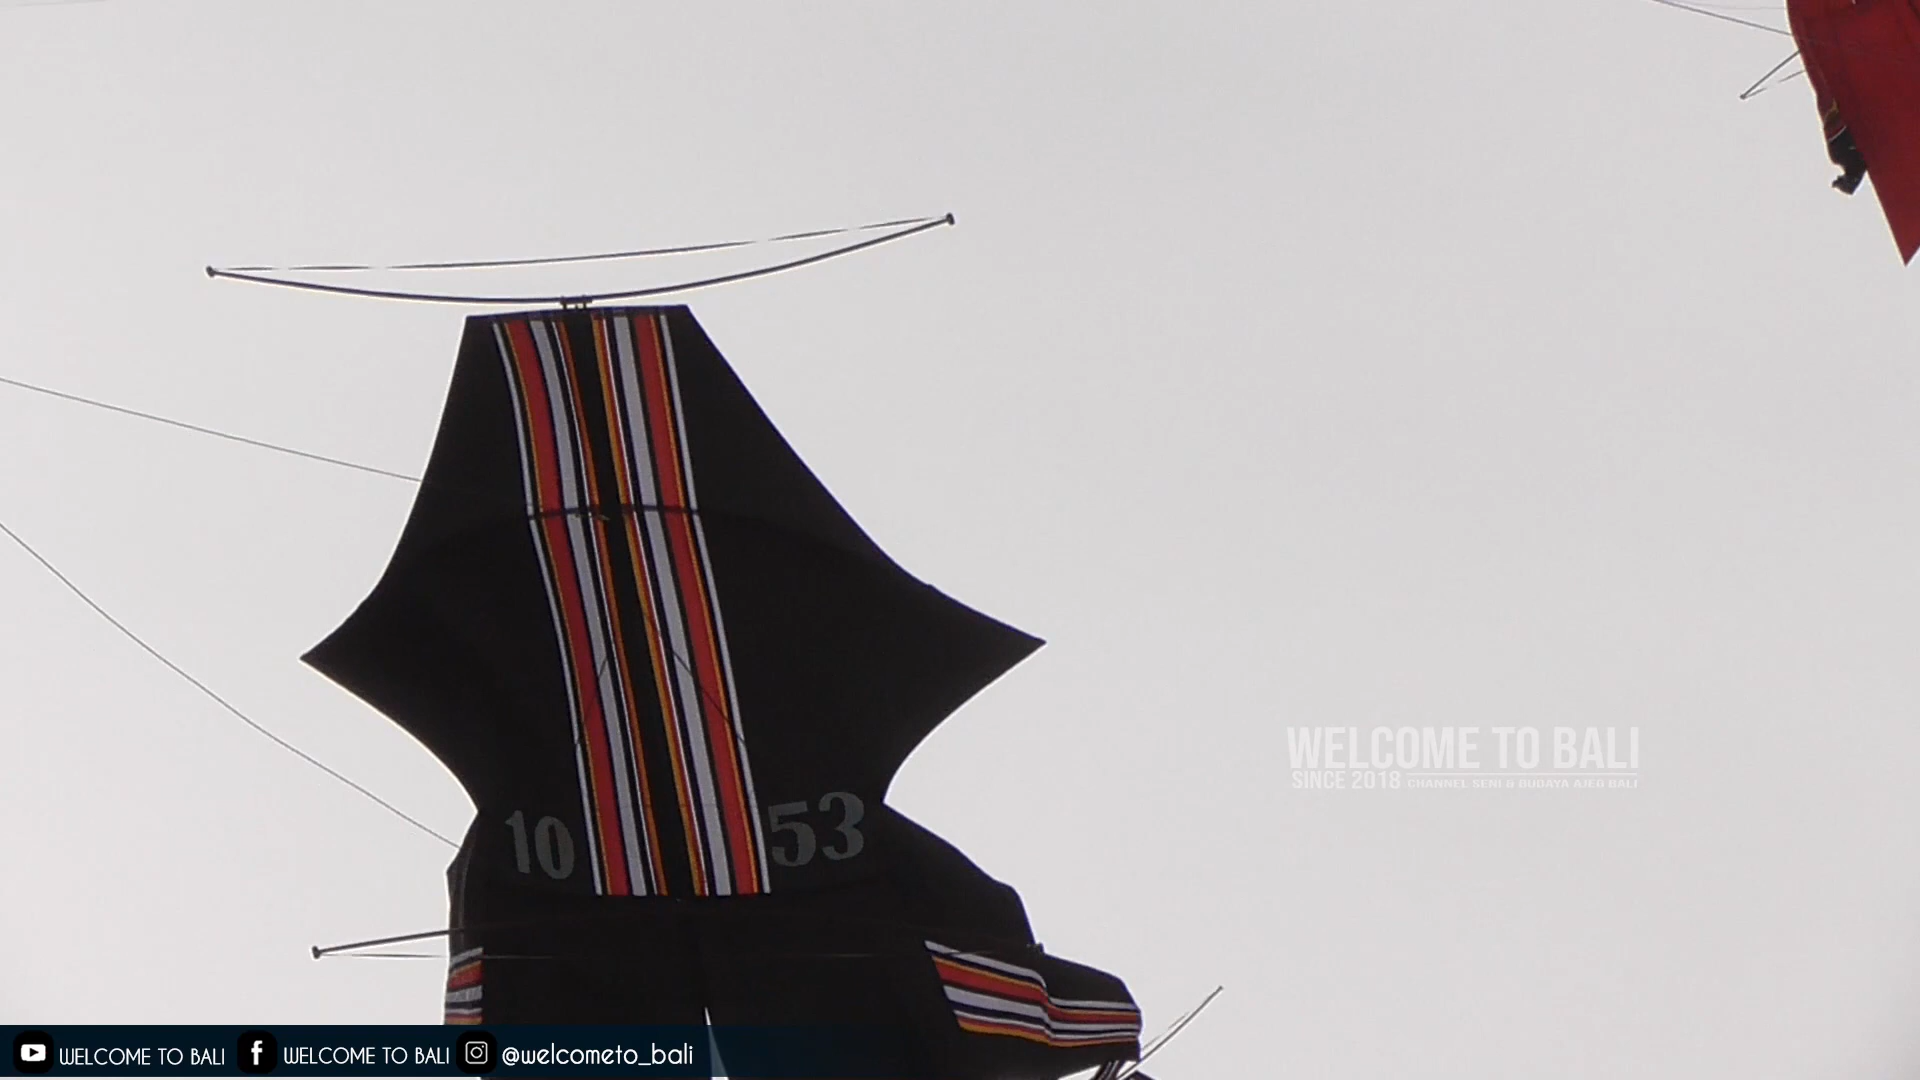 10 53
WELCOME TO BALI
SINCE 2018 CHANNEL SENI & BUDAYA AJEG BALI
WELCOME TO BALI WELCOME TO BALI @welcometo_bali